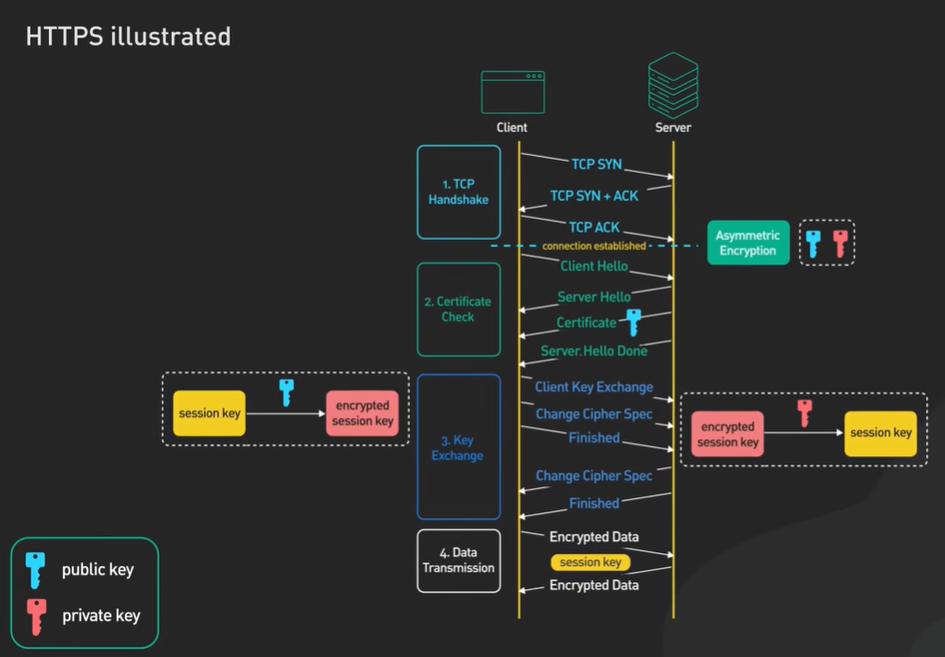 HTTPS illustrated
Client
Server
1. TCP
Handshake
TCP SYN
TCP SYN + ACK
TCP ACK
connection established
Asymmetric
Encryption
2. Certificate
Check
Client Hello
Server Hello
Certificate
Server.Hello Done
session key
encrypted
session key
3. Key
Exchange
Client Key Exchange
Change Cipher Spec
Finished
Change Cipher Spec
Finished
encrypted
session key
session key
4. Data
Transmission
Encrypted Data
session key
Encrypted Data
public key
private key